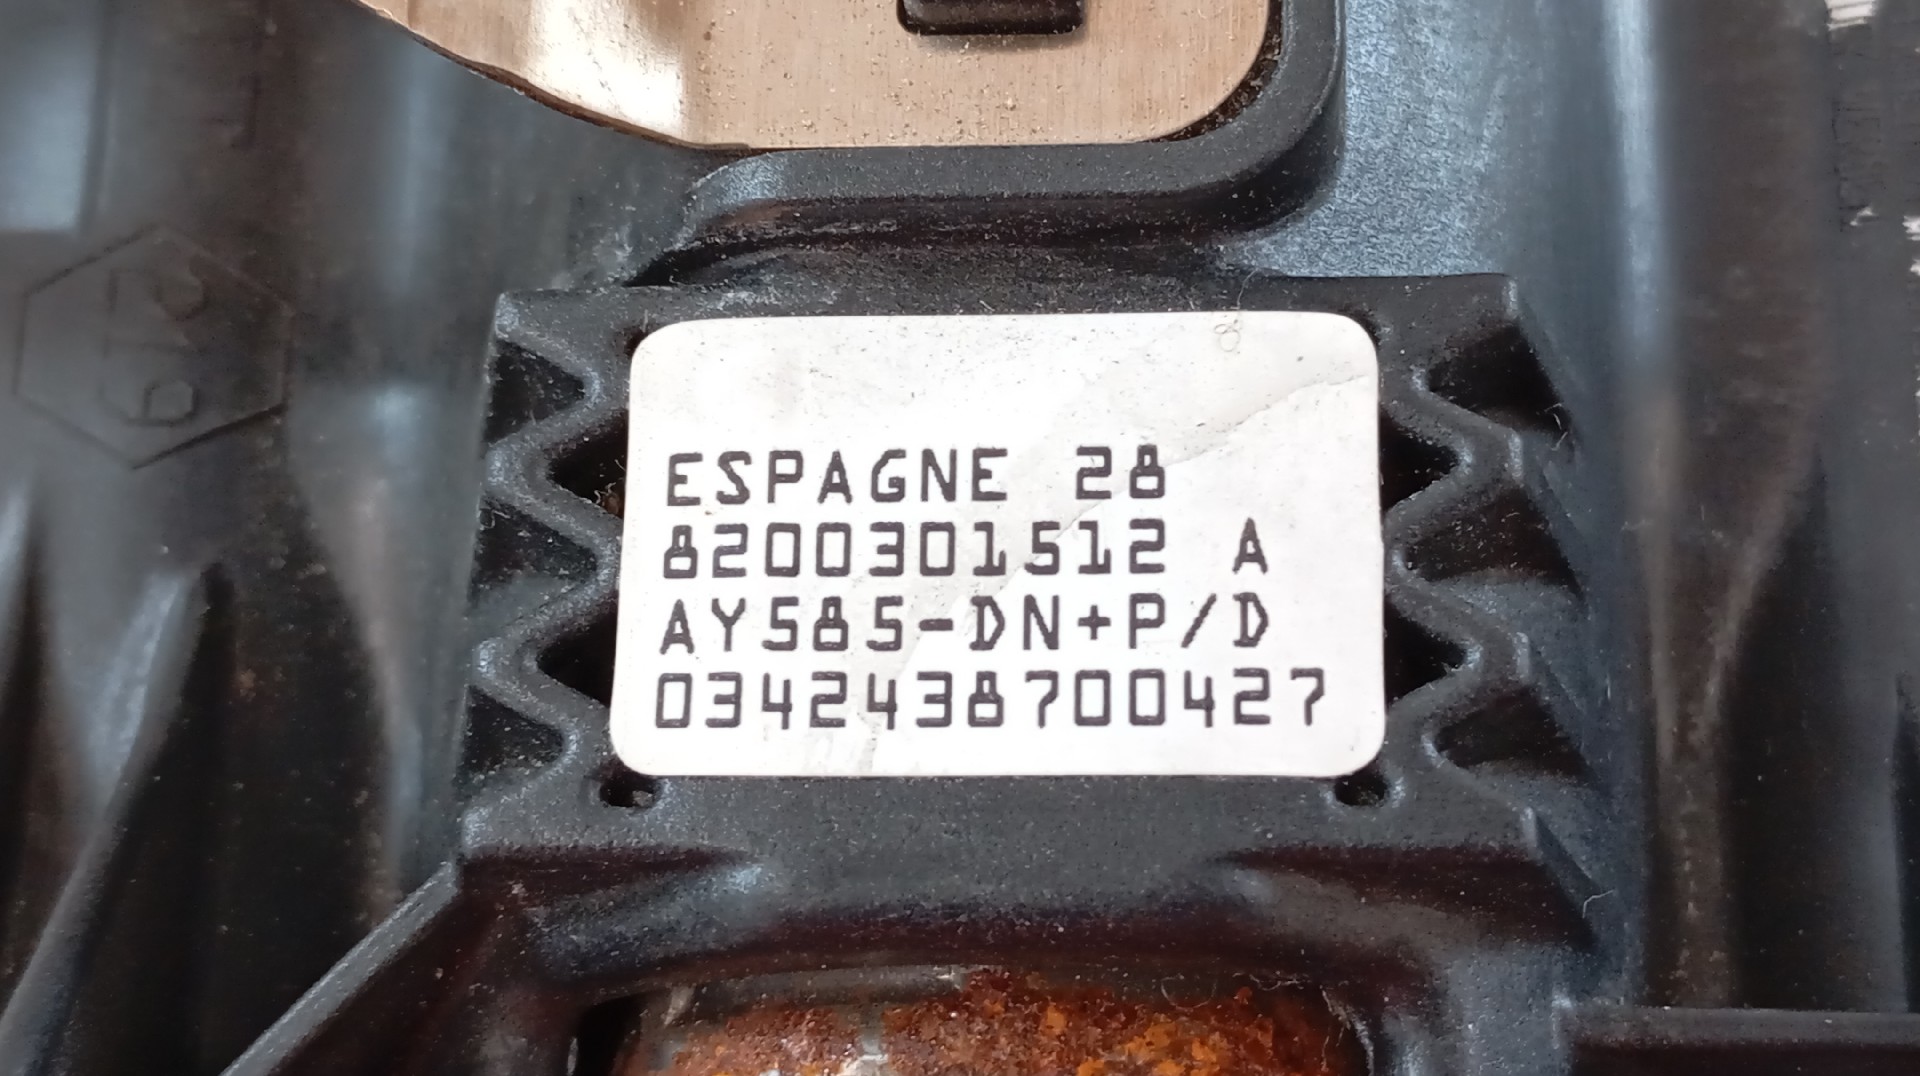 ESPAGNE 28
8200301512 A
AY585-DN+P/D
0342438700427